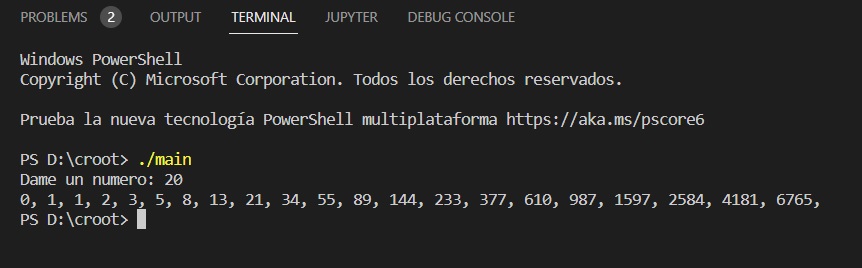 PROBLEMS 2 OUTPUT TERMINAL JUPYTER DEBUG CONSOLE
Windows PowerShell
Copyright (C) Microsoft Corporation. Todos los derechos reservados.
Prueba la nueva tecnología PowerShell multiplataforma https://aka.ms/pscore6
PS D:\croot> ./main
Dame un numero: 20
0, 1, 1, 2, 3, 5, 8, 13, 21, 34, 55, 89, 144, 233, 377, 610, 987, 1597, 2584, 4181, 6765,
PS D:\croot>